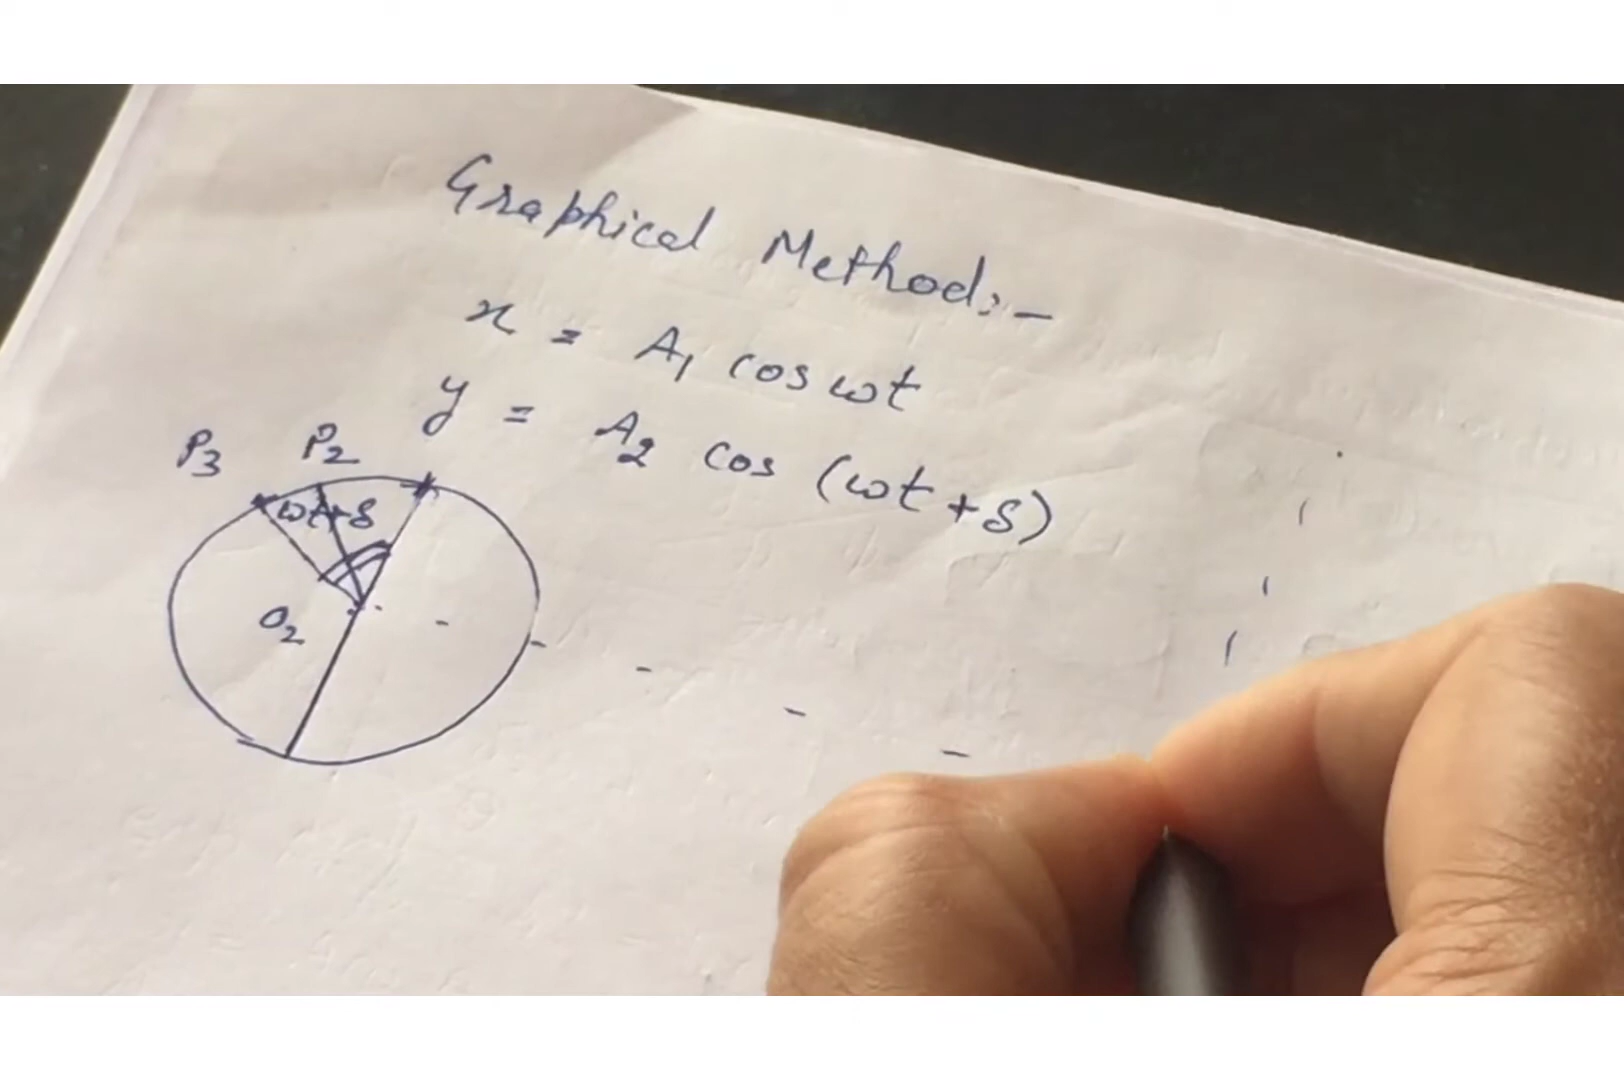 Graphical Method:-
x = A₁ cos ωt
y = A₂ cos (ωt + δ)
P₃ P₂
ωt+δ
O₂